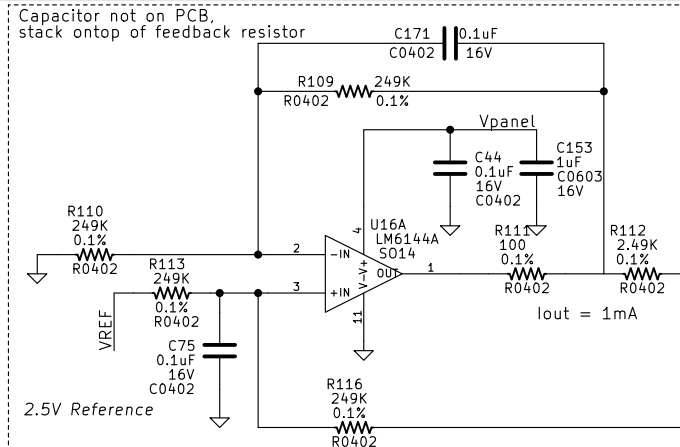 Capacitor not on PCB,
stack ontop of feedback resistor
C171
0.1uF
C0402
16V
R109
249K
R0402
0.1%
Vpanel
C44
0.1uF
16V
C0402
C153
1uF
C0603
16V
R110
249K
0.1%
R0402
4
U16A
LM6144A
SO14
2
-IN
V+
OUT
1
3
+IN
V-
11
R111
100
0.1%
R0402
R112
2.49K
0.1%
R0402
Iout = 1mA
R113
249K
0.1%
R0402
VREF
C75
0.1uF
16V
C0402
2.5V Reference
R116
249K
0.1%
R0402